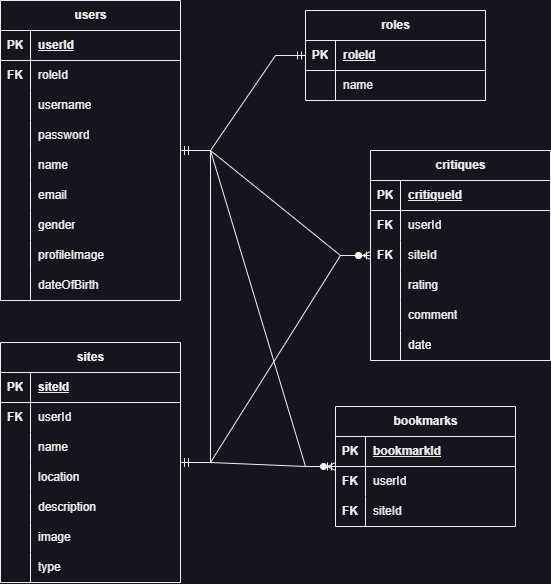 users
PK userId
FK roleId
username
password
name
email
gender
profileImage
dateOfBirth
roles
PK roleId
name
critiques
PK critiqueId
FK userId
FK siteId
rating
comment
date
sites
PK siteId
FK userId
name
location
description
image
type
bookmarks
PK bookmarkId
FK userId
FK siteId